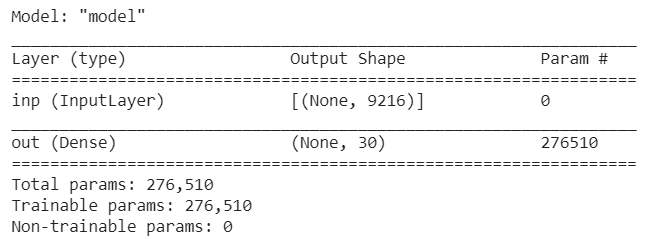 Model: "model"
_________________________________________________________________
Layer (type)                 Output Shape              Param #
=================================================================
inp (InputLayer)             [(None, 9216)]            0
_________________________________________________________________
out (Dense)                  (None, 30)                276510
=================================================================
Total params: 276,510
Trainable params: 276,510
Non-trainable params: 0